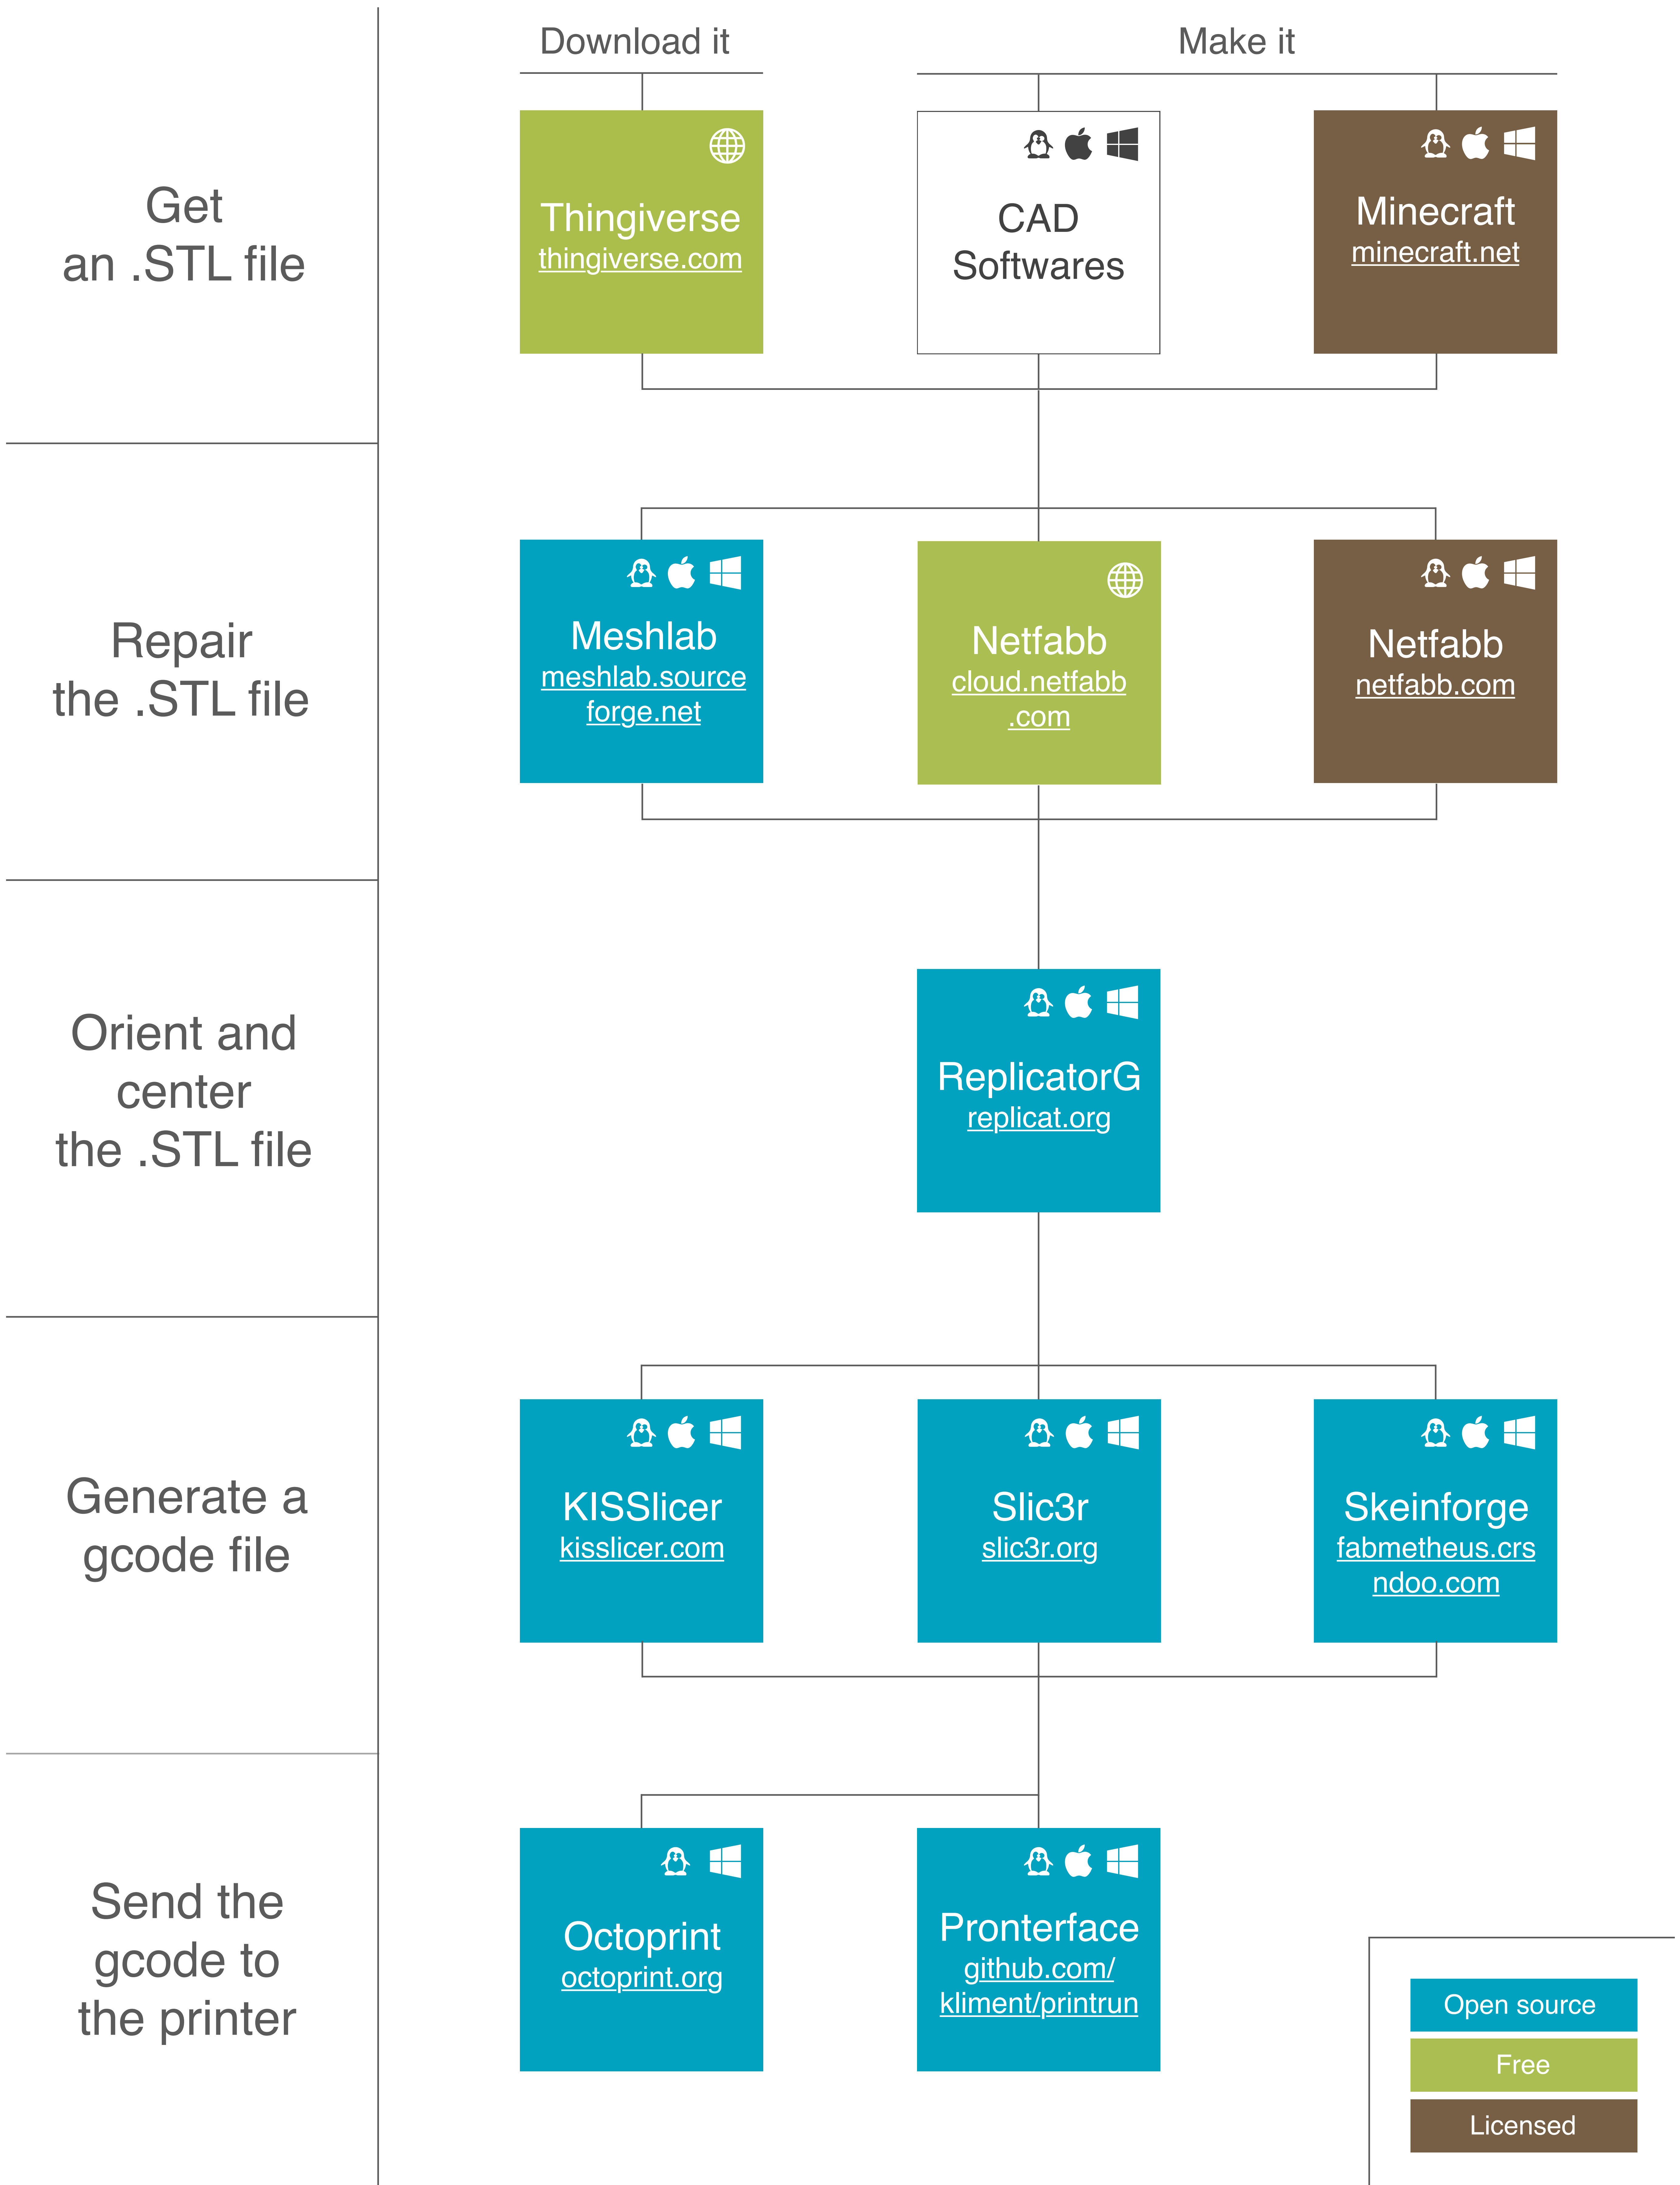 Download it
Make it
Get
an .STL file
Thingiverse
thingiverse.com
CAD
Softwares
Minecraft
minecraft.net
Repair
the .STL file
Meshlab
meshlab.source
forge.net
Netfabb
cloud.netfabb
.com
Netfabb
netfabb.com
Orient and
center
the .STL file
ReplicatorG
replicat.org
Generate a
gcode file
KISSlicer
kisslicer.com
Slic3r
slic3r.org
Skeinforge
fabmetheus.crs
ndoo.com
Send the
gcode to
the printer
Octoprint
octoprint.org
Pronterface
github.com/
kliment/printrun
Open source
Free
Licensed